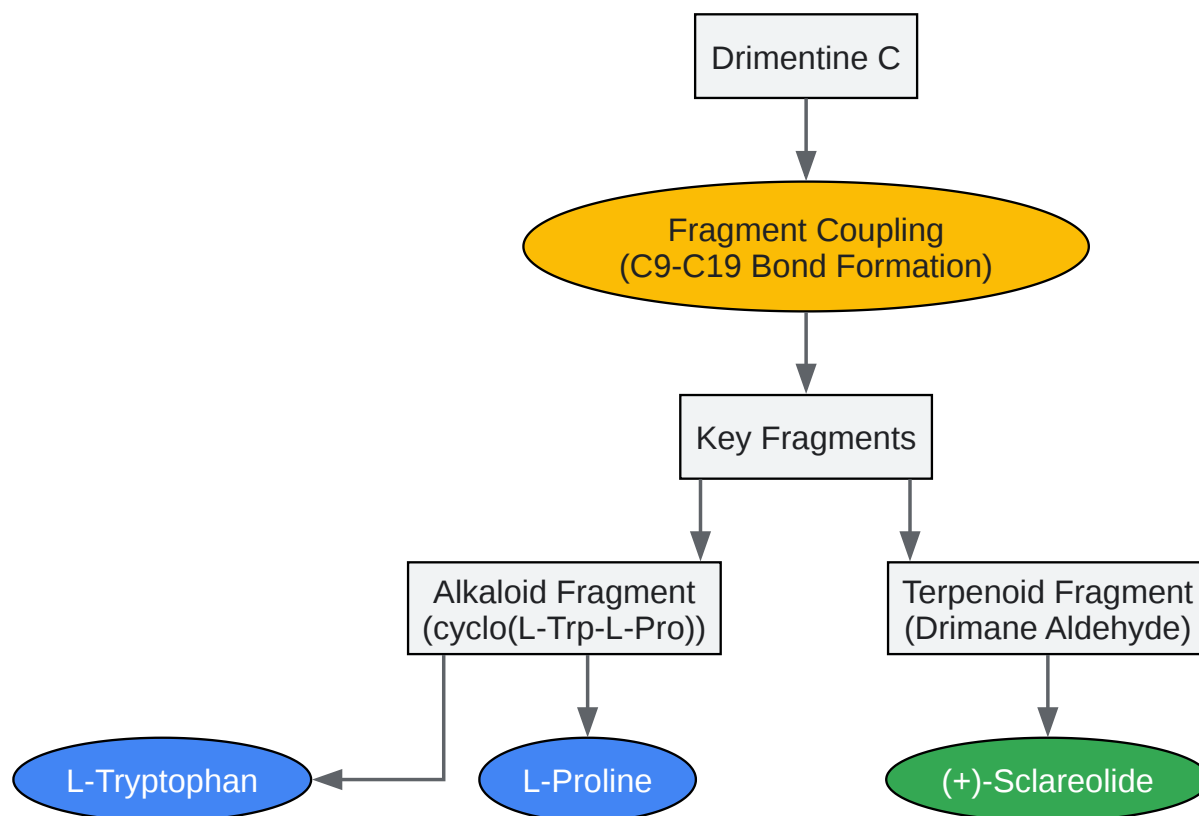 Drimentine C
Fragment Coupling
(C9-C19 Bond Formation)
Key Fragments
Alkaloid Fragment
(cyclo(L-Trp-L-Pro))
Terpenoid Fragment
(Drimane Aldehyde)
L-Tryptophan
L-Proline
(+)-Sclareolide